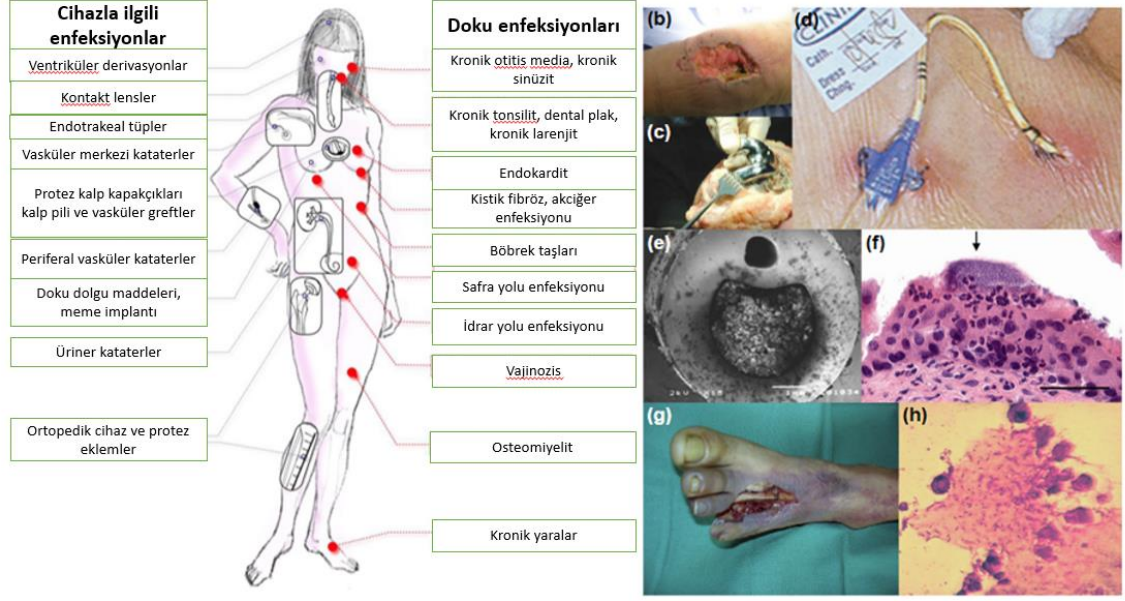 Cihazla ilgili
enfeksiyonlar
Ventriküler derivasyonlar
Kontakt lensler
Endotrakeal tüpler
Vasküler merkezi kataterler
Protez kalp kapakçıkları
kalp pili ve vasküler greftler
Periferal vasküler kataterler
Doku dolgu maddeleri,
meme implantı
Üriner kataterler
Ortopedik cihaz ve protez
eklemler
Doku enfeksiyonları
Kronik otitis media, kronik
sinüzit
Kronik tonsilit, dental plak,
kronik larenjit
Endokardit
Kistik fibröz, akciğer
enfeksiyonu
Böbrek taşları
Safra yolu enfeksiyonu
İdrar yolu enfeksiyonu
Vajinozis
Osteomiyelit
Kronik yaralar
(b)
(c)
(d)
Cath.
Dress
Chng.
(e)
(f)
(g)
(h)